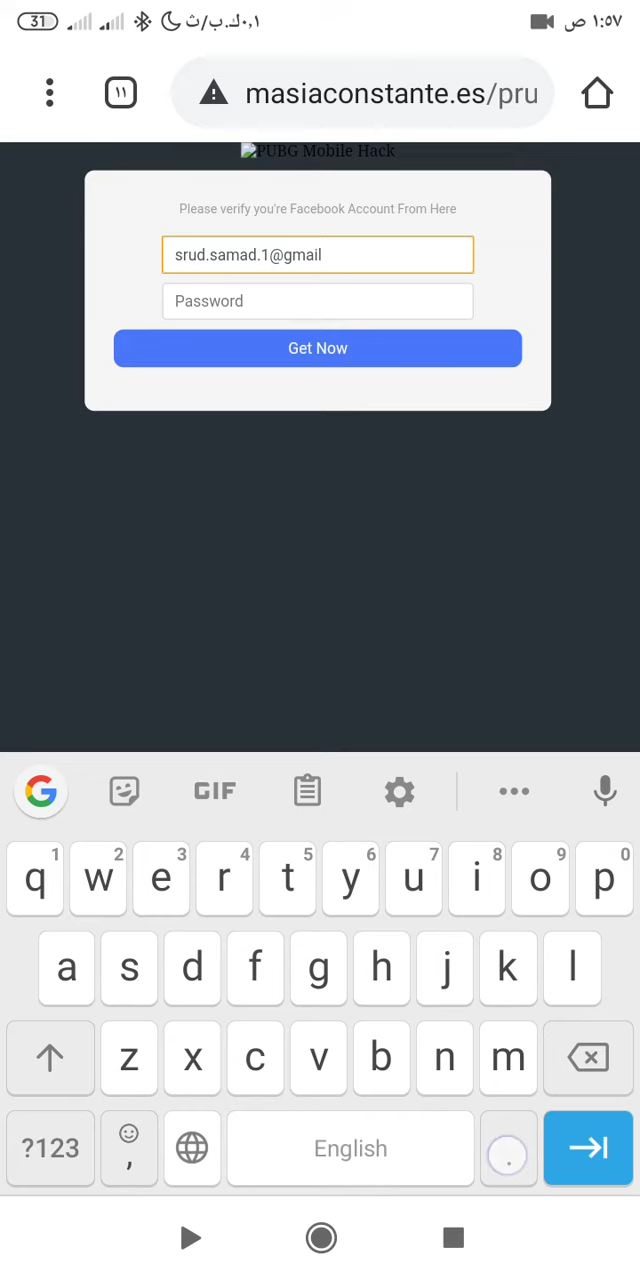 31 ٠,١ك.ب/ث ١:٥٧ ص
١١ masiaconstante.es/pru
PUBG Mobile Hack
Please verify you're Facebook Account From Here
srud.samad.1@gmail
Password
Get Now
GIF
1 2 3 4 5 6 7 8 9 0
q w e r t y u i o p
a s d f g h j k l
z x c v b n m
?123 , English .